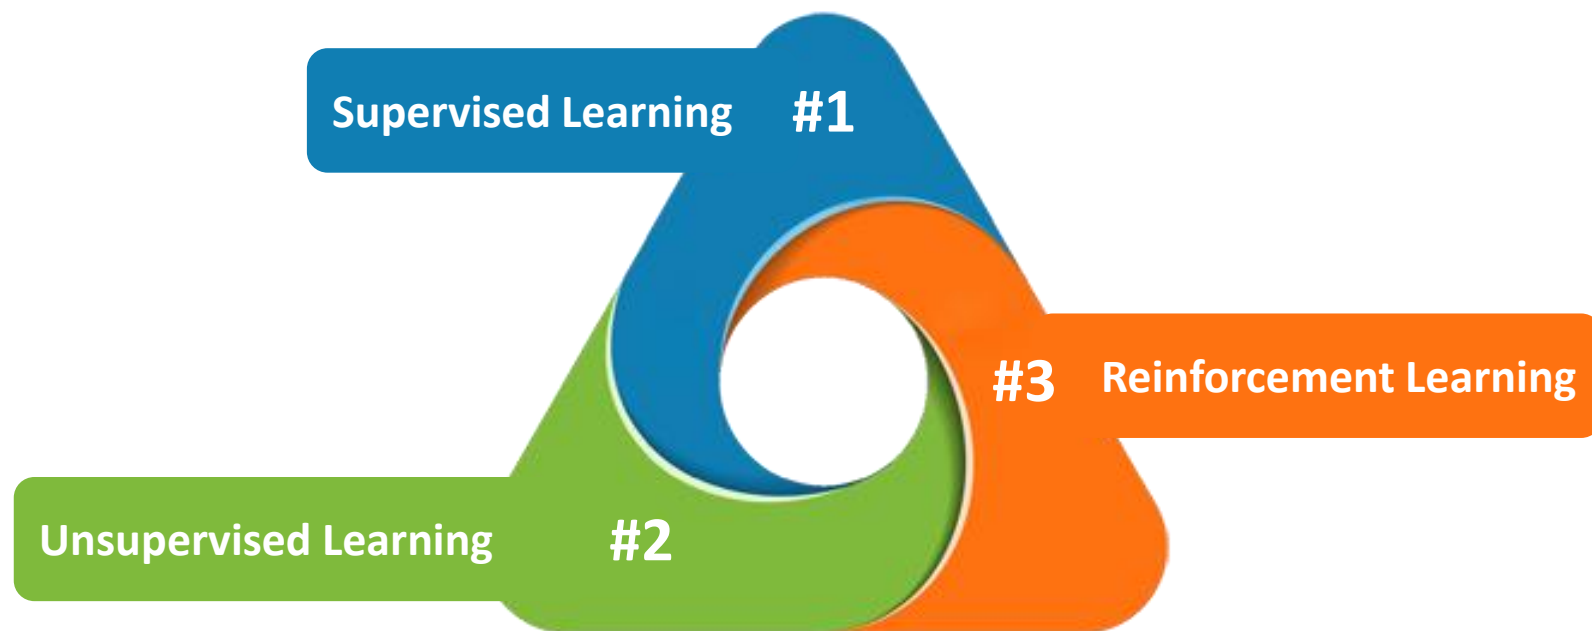 Supervised Learning #1
#3 Reinforcement Learning
Unsupervised Learning #2